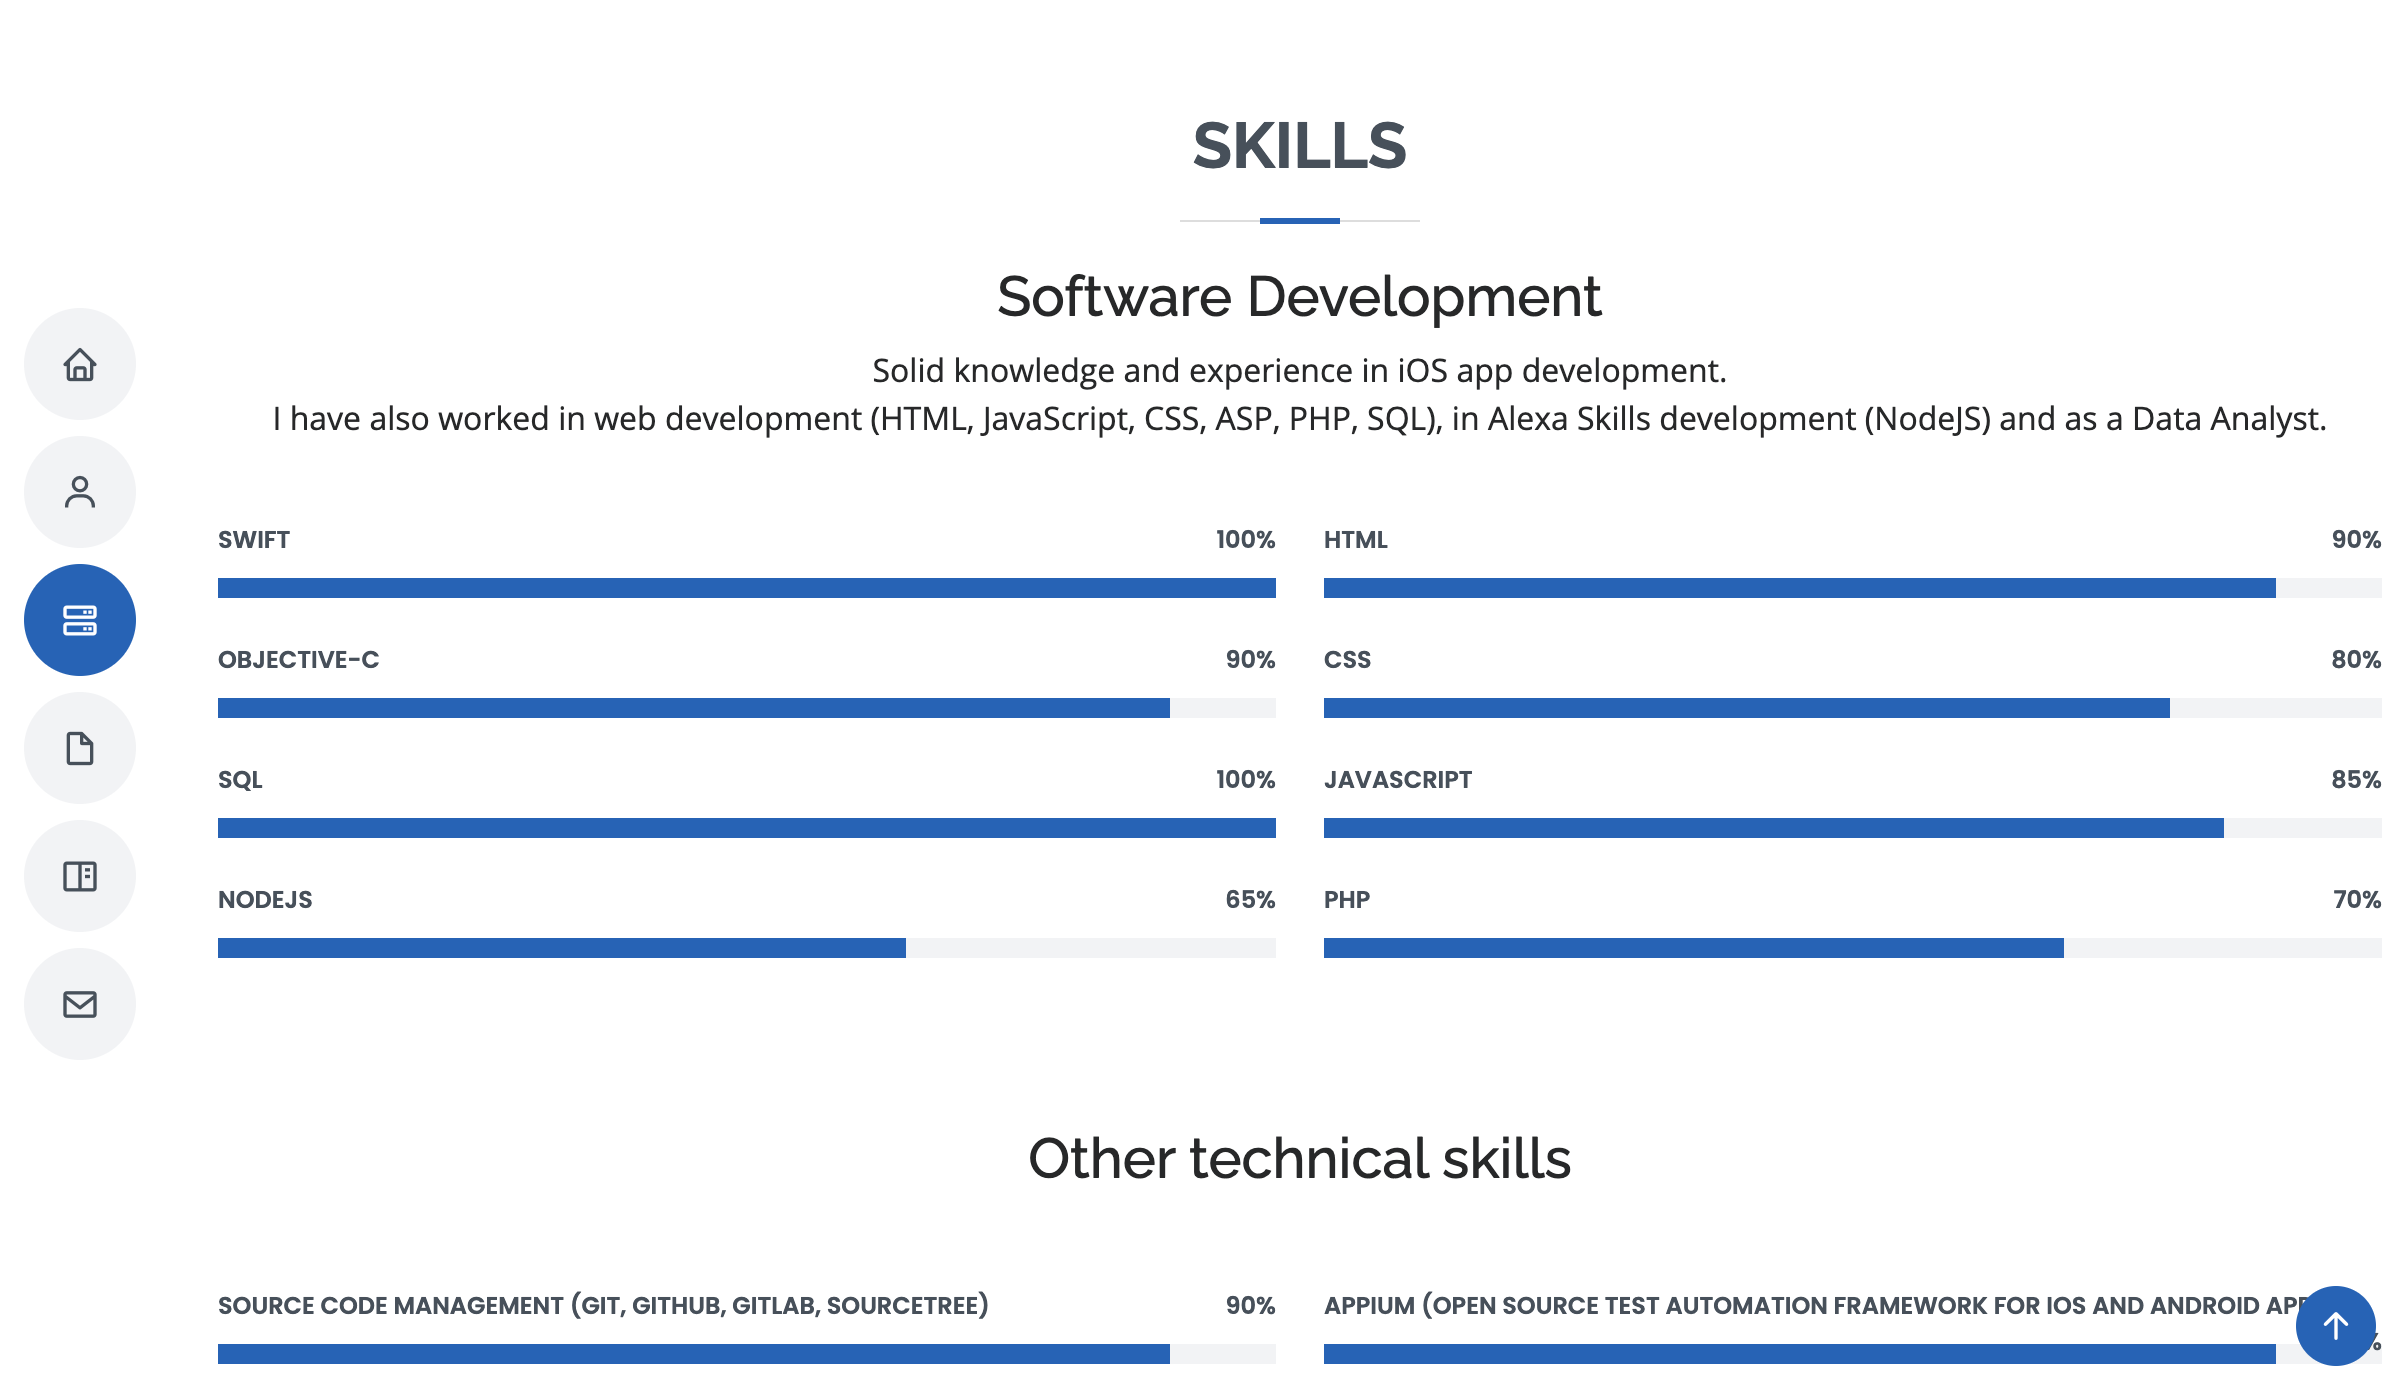 SKILLS
Software Development
Solid knowledge and experience in iOS app development.
I have also worked in web development (HTML, JavaScript, CSS, ASP, PHP, SQL), in Alexa Skills development (NodeJS) and as a Data Analyst.
SWIFT 100%
HTML 90%
OBJECTIVE-C 90%
CSS 80%
SQL 100%
JAVASCRIPT 85%
NODEJS 65%
PHP 70%
Other technical skills
SOURCE CODE MANAGEMENT (GIT, GITHUB, GITLAB, SOURCETREE) 90%
APPIUM (OPEN SOURCE TEST AUTOMATION FRAMEWORK FOR IOS AND ANDROID